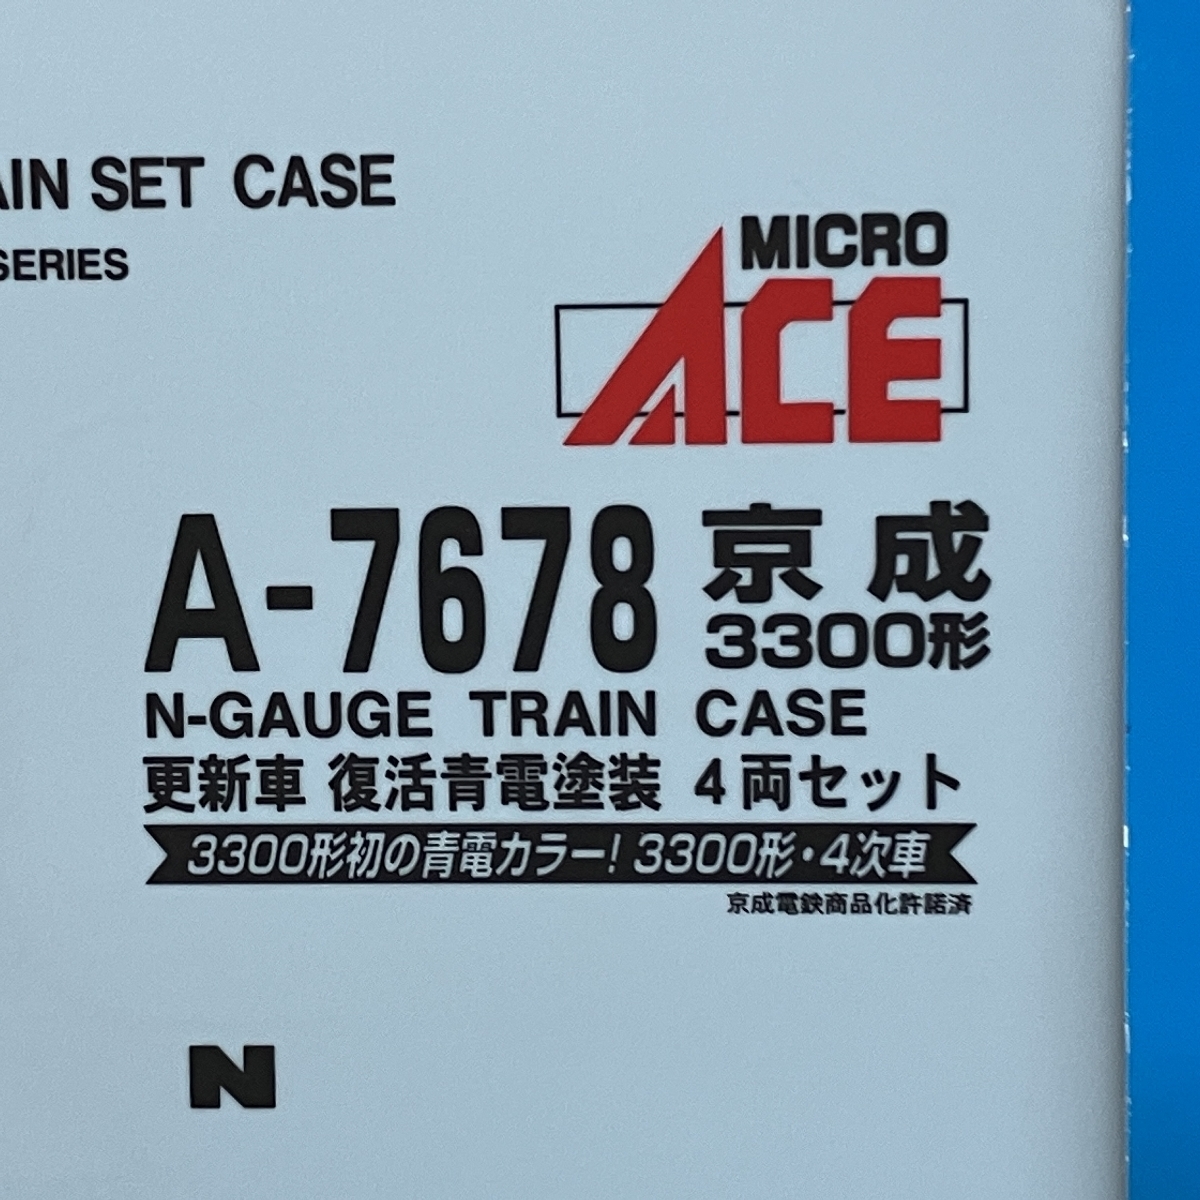 AIN SET CASE
SERIES
MICRO
ACE
A-7678 京成
3300形
N-GAUGE TRAIN CASE
更新車 復活青電塗装 4両セット
3300形初の青電カラー! 3300形・4次車
京成電鉄商品化許諾済
N